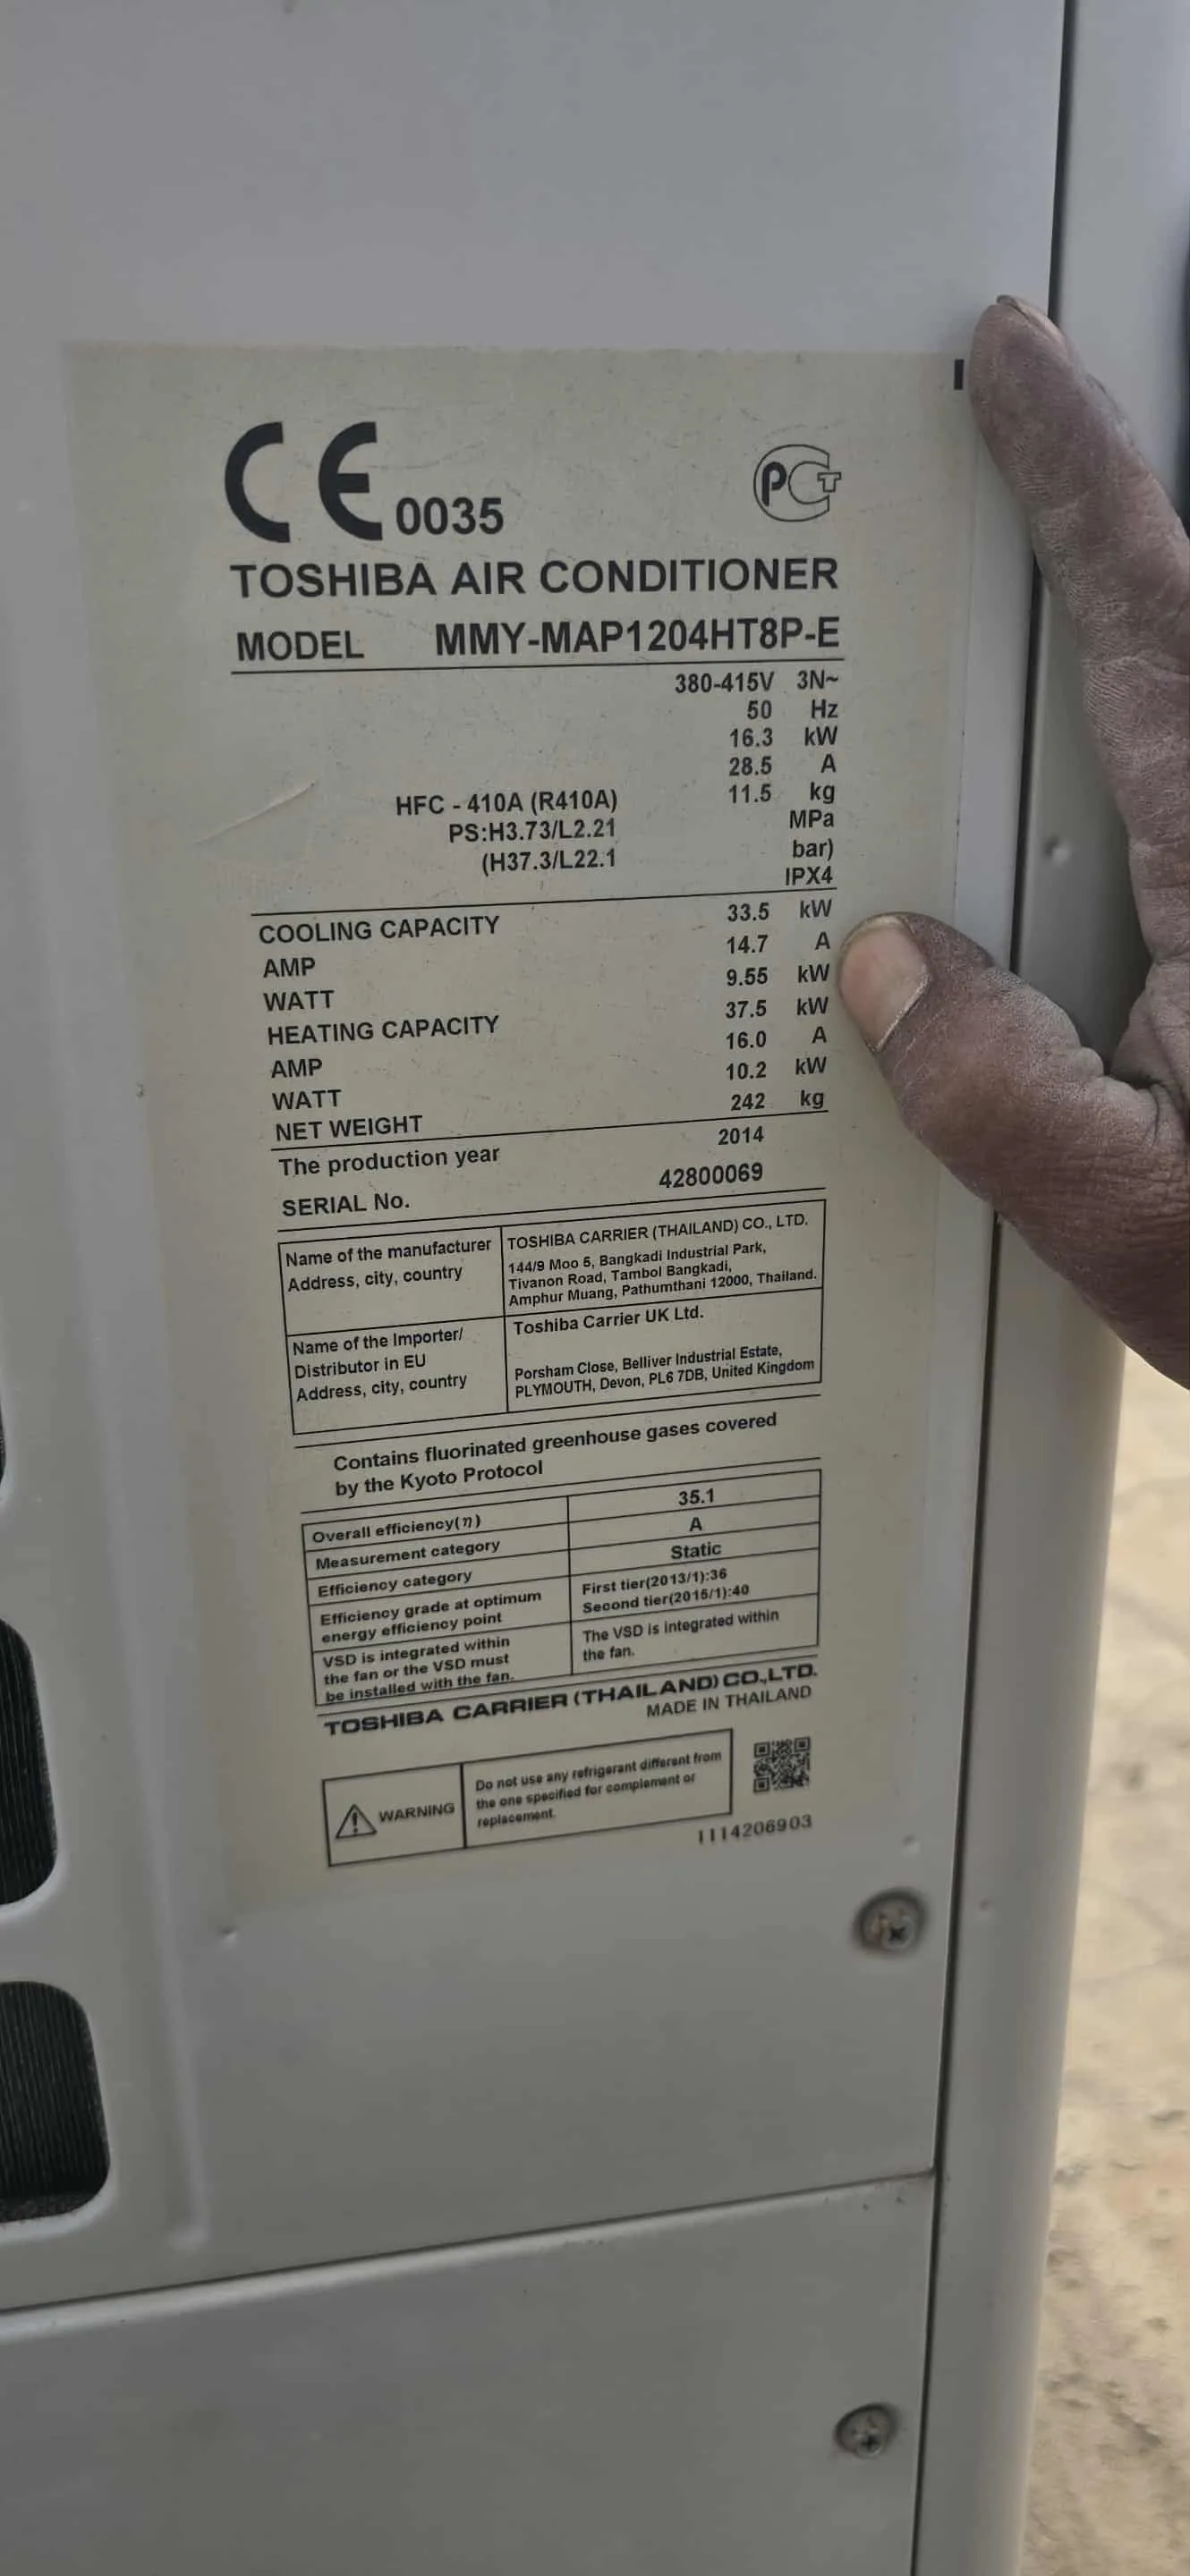 CE 0035
PCT
TOSHIBA AIR CONDITIONER
MODEL MMY-MAP1204HT8P-E
380-415V 3N~
50 Hz
16.3 kW
28.5 A
HFC - 410A (R410A) 11.5 kg
PS:H3.73/L2.21 MPa
(H37.3/L22.1 bar)
IPX4
COOLING CAPACITY 33.5 kW
AMP 14.7 A
WATT 9.55 kW
HEATING CAPACITY 37.5 kW
AMP 16.0 A
WATT 10.2 kW
NET WEIGHT 242 kg
The production year 2014
SERIAL No. 42800069
Name of the manufacturer
Address, city, country
TOSHIBA CARRIER (THAILAND) CO., LTD.
144/9 Moo 5, Bangkadi Industrial Park,
Tivanon Road, Tambol Bangkadi,
Amphur Muang, Pathumthani 12000, Thailand.
Name of the Importer/
Distributor in EU
Address, city, country
Toshiba Carrier UK Ltd.
Porsham Close, Belliver Industrial Estate,
PLYMOUTH, Devon, PL6 7DB, United Kingdom
Contains fluorinated greenhouse gases covered
by the Kyoto Protocol
Overall efficiency(η) 35.1
Measurement category A
Efficiency category Static
Efficiency grade at optimum
energy efficiency point
First tier(2013/1):36
Second tier(2015/1):40
VSD is integrated within
the fan or the VSD must
be installed with the fan.
The VSD is integrated within
the fan.
TOSHIBA CARRIER (THAILAND) CO.,LTD.
MADE IN THAILAND
WARNING
Do not use any refrigerant different from
the one specified for complement or
replacement.
1114206903